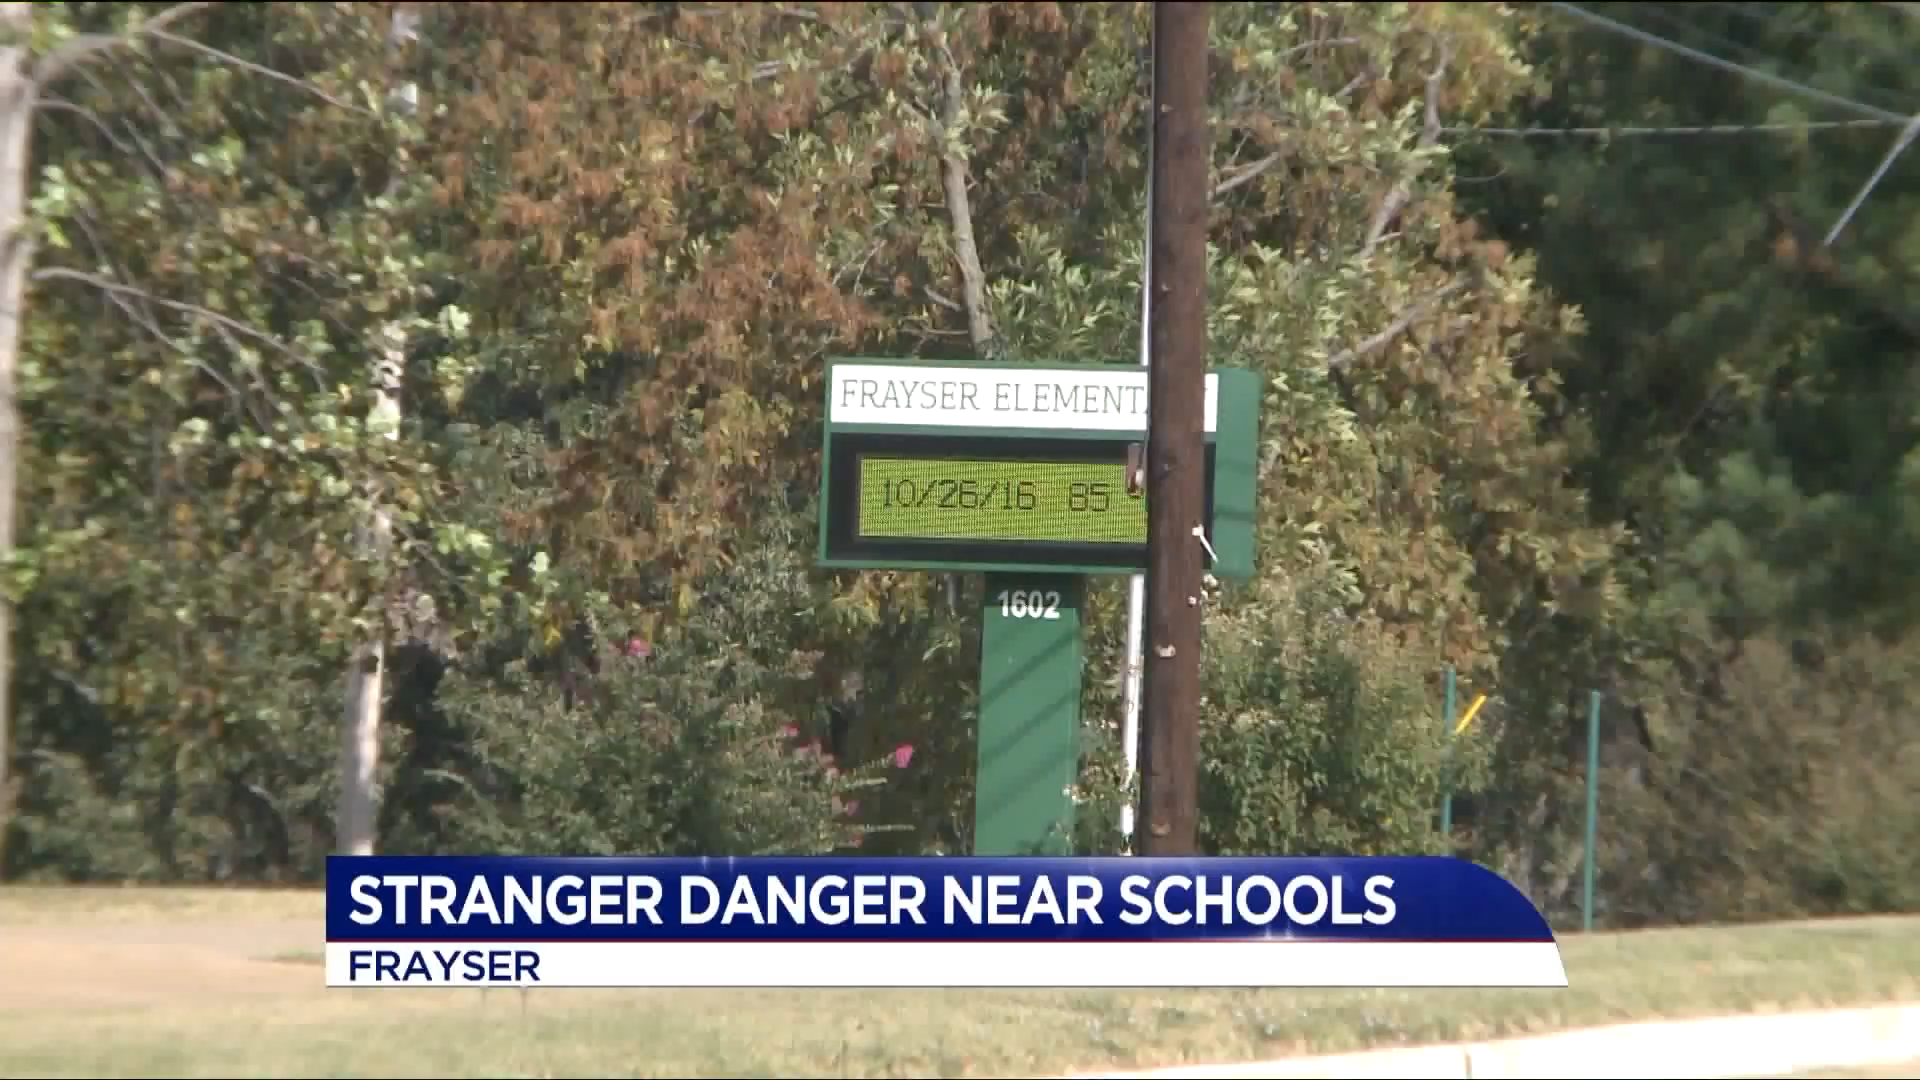 FRAYSER ELEMENT
10/26/16 85
1602
STRANGER DANGER NEAR SCHOOLS
FRAYSER